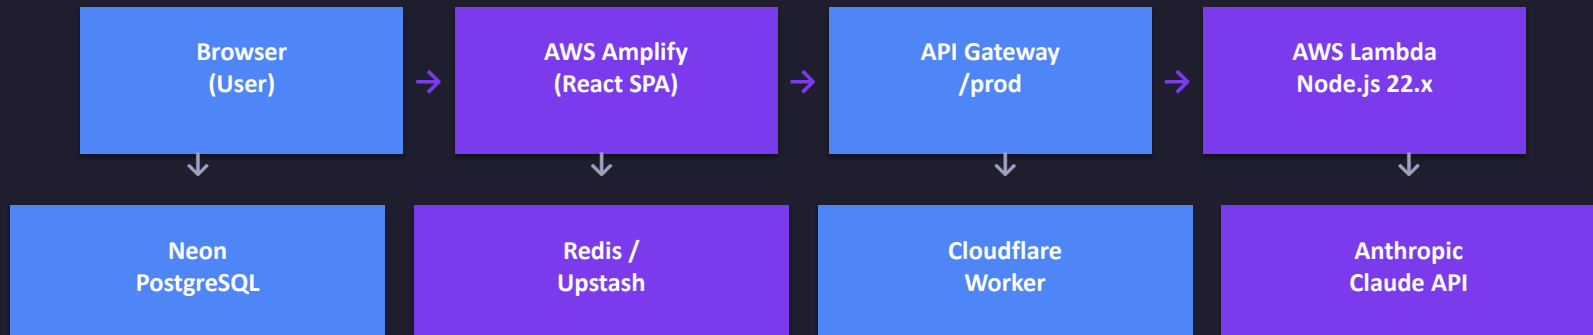 Browser
(User)
AWS Amplify
(React SPA)
API Gateway
/prod
AWS Lambda
Node.js 22.x
Neon
PostgreSQL
Redis /
Upstash
Cloudflare
Worker
Anthropic
Claude API